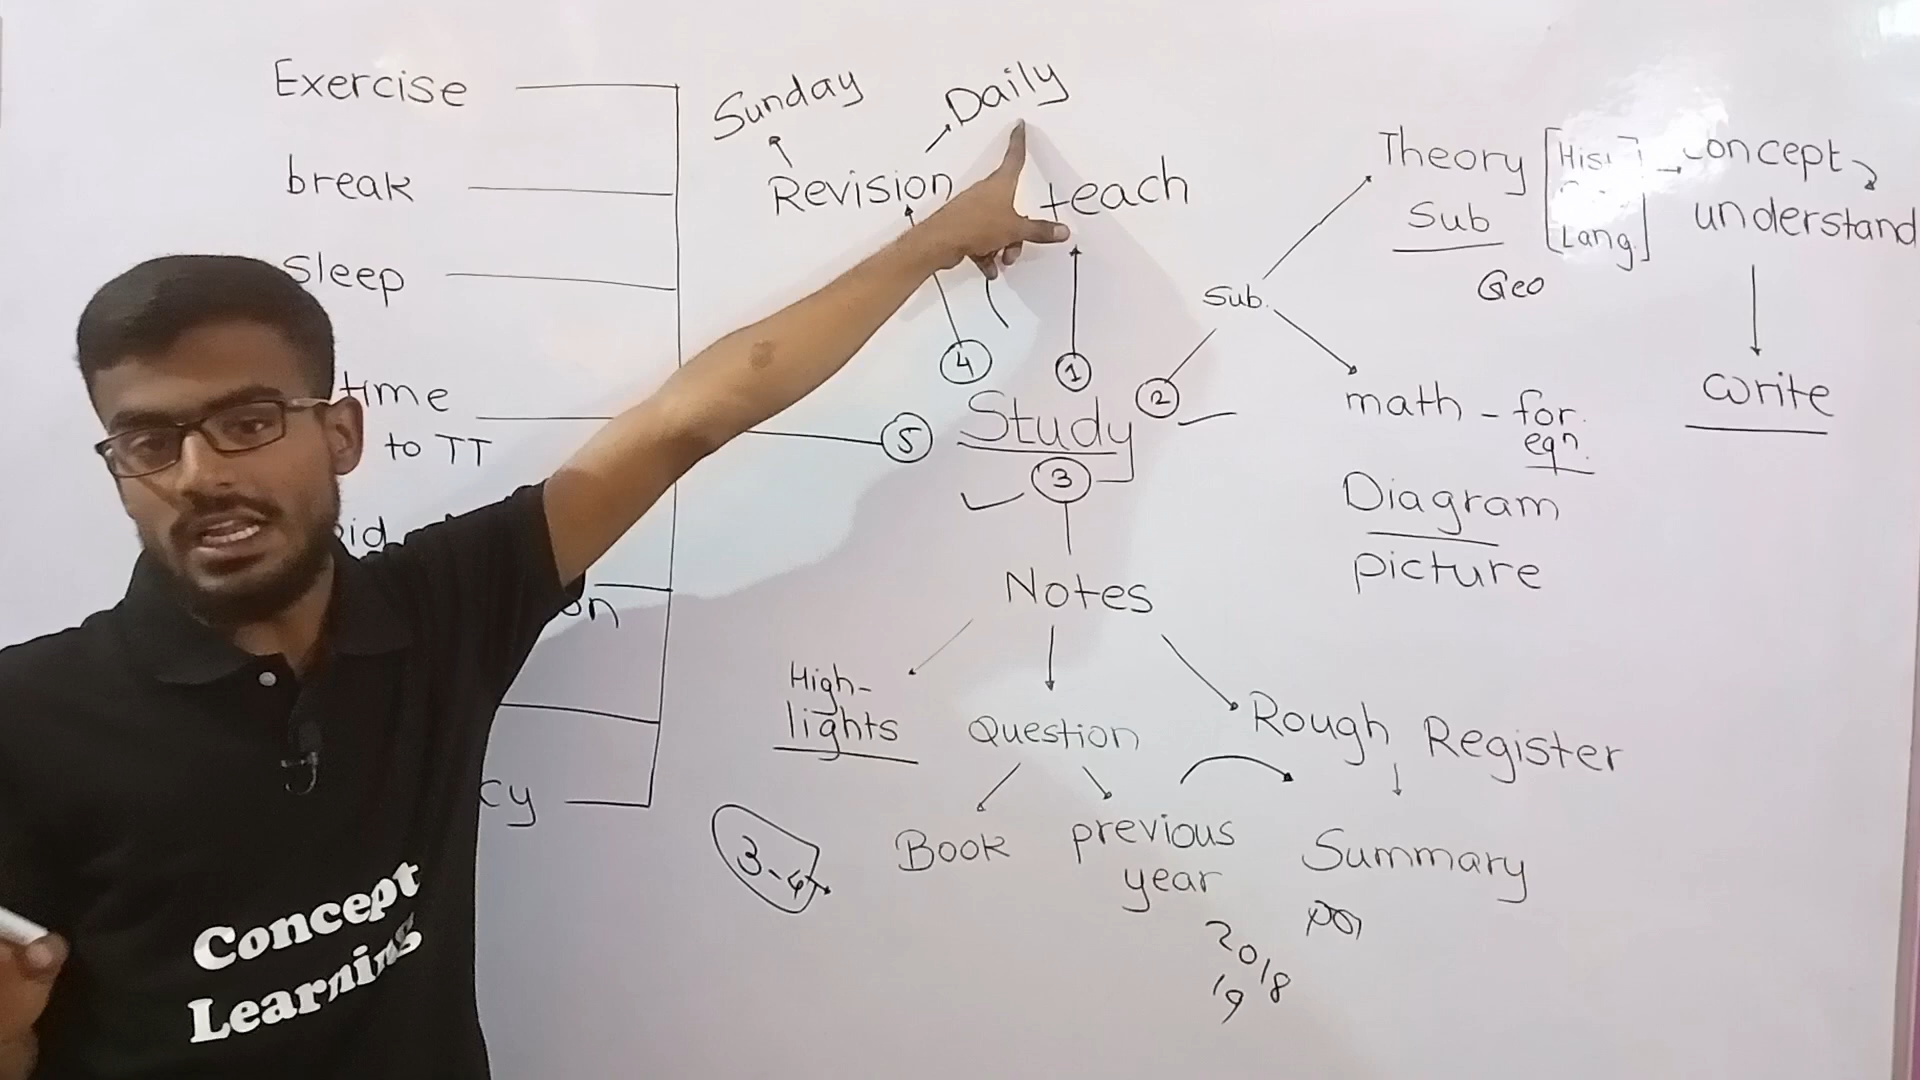 Exercise
break
Sleep
time
to TT
Sunday
Daily
Revision
teach
4
1
2
5
Study
3
Notes
High-
lights
Question
Rough Register
Book
previous
year
Summary
2018
19
3-4
Sub.
Theory
Sub
Lang.
Geo
concept
understand
write
math - for.
eqn.
Diagram
picture
Concept
Learning